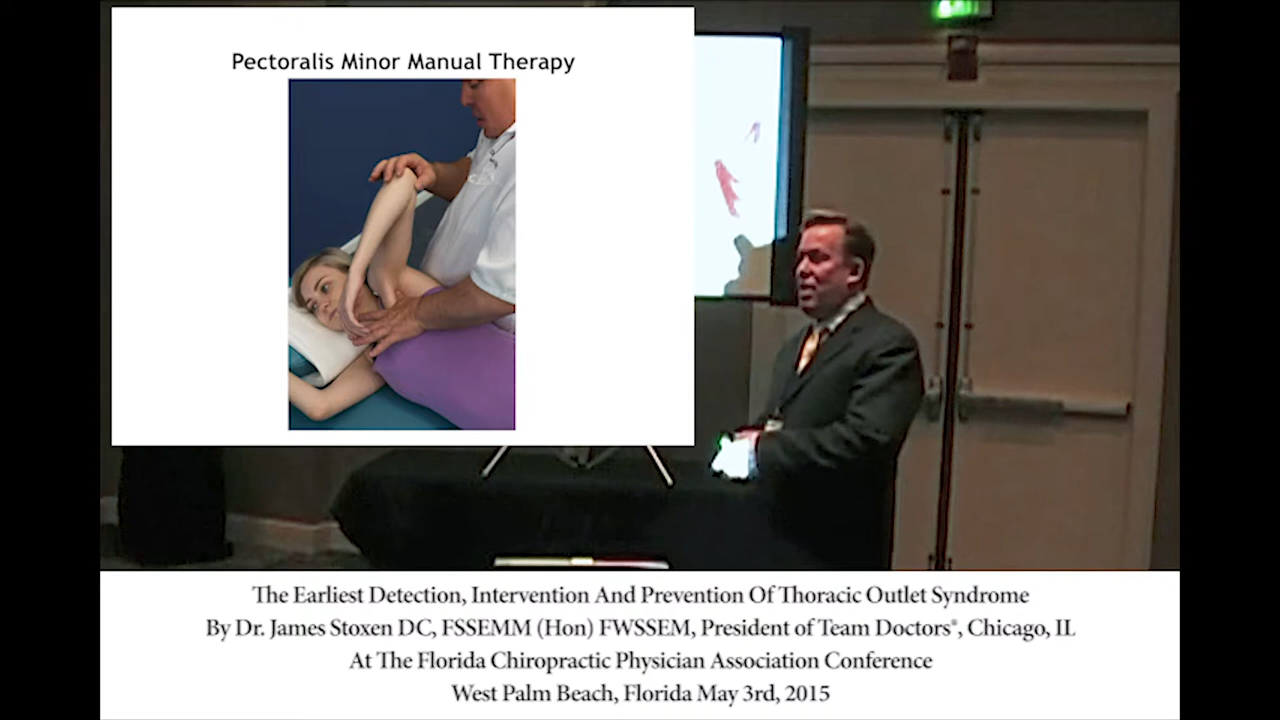 Pectoralis Minor Manual Therapy
The Earliest Detection, Intervention And Prevention Of Thoracic Outlet Syndrome
By Dr. James Stoxen DC, FSSEMM (Hon) FWSSEM, President of Team Doctors®, Chicago, IL
At The Florida Chiropractic Physician Association Conference
West Palm Beach, Florida May 3rd, 2015